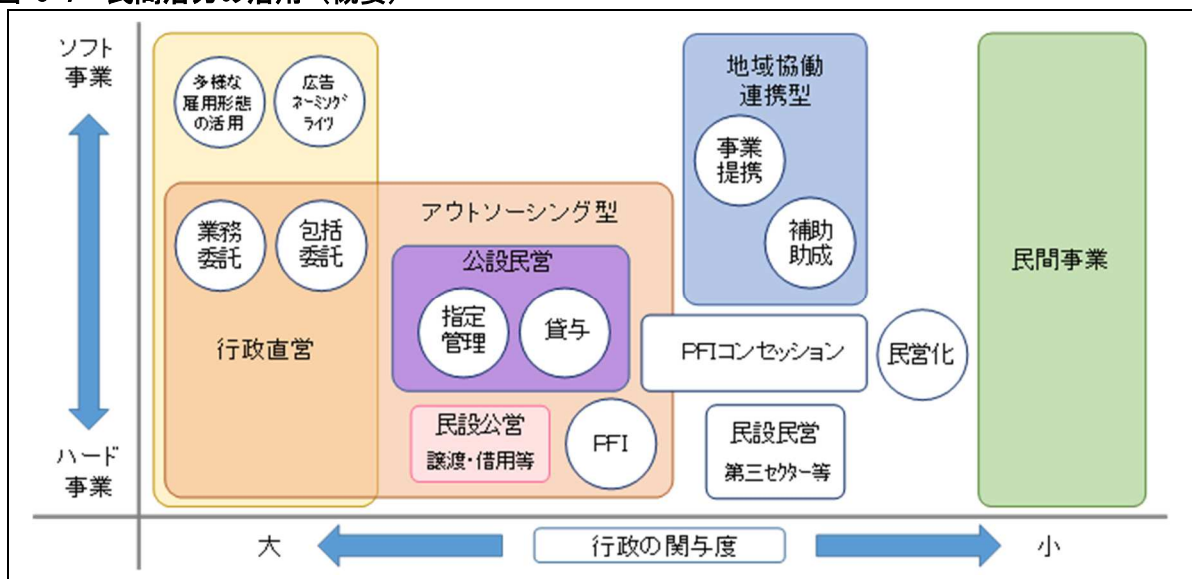 ソフト
事業
多様な
雇用形態
の活用
広告
ネーミング
ライツ
地域協働
連携型
事業
提携
補助
助成
アウトソーシング型
業務
委託
包括
委託
公設民営
指定
管理
貸与
行政直営
民間事業
PFIコンセッション
民営化
民設公営
譲渡・借用等
PFI
民設民営
第三セクター等
ハード
事業
大
行政の関与度
小